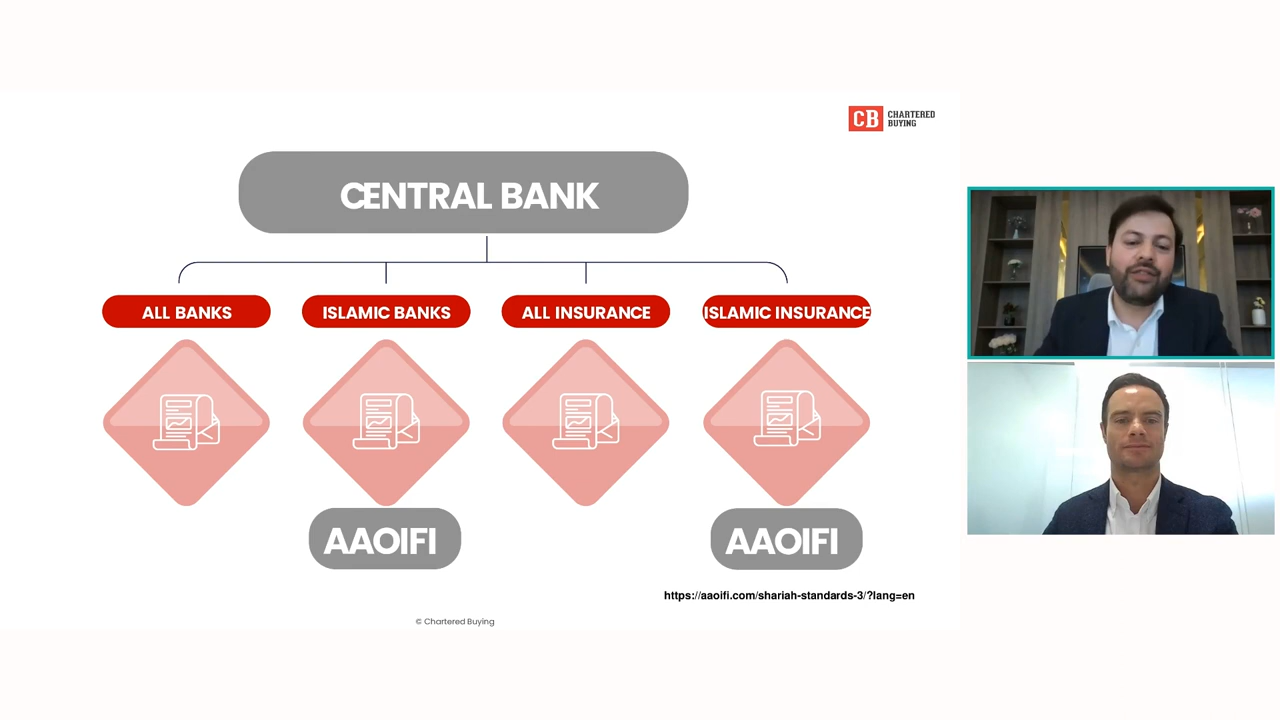 CB CHARTERED
BUYING
CENTRAL BANK
ALL BANKS
ISLAMIC BANKS
ALL INSURANCE
ISLAMIC INSURANCE
AAOIFI
AAOIFI
https://aaoifi.com/shariah-standards-3/?lang=en
© Chartered Buying